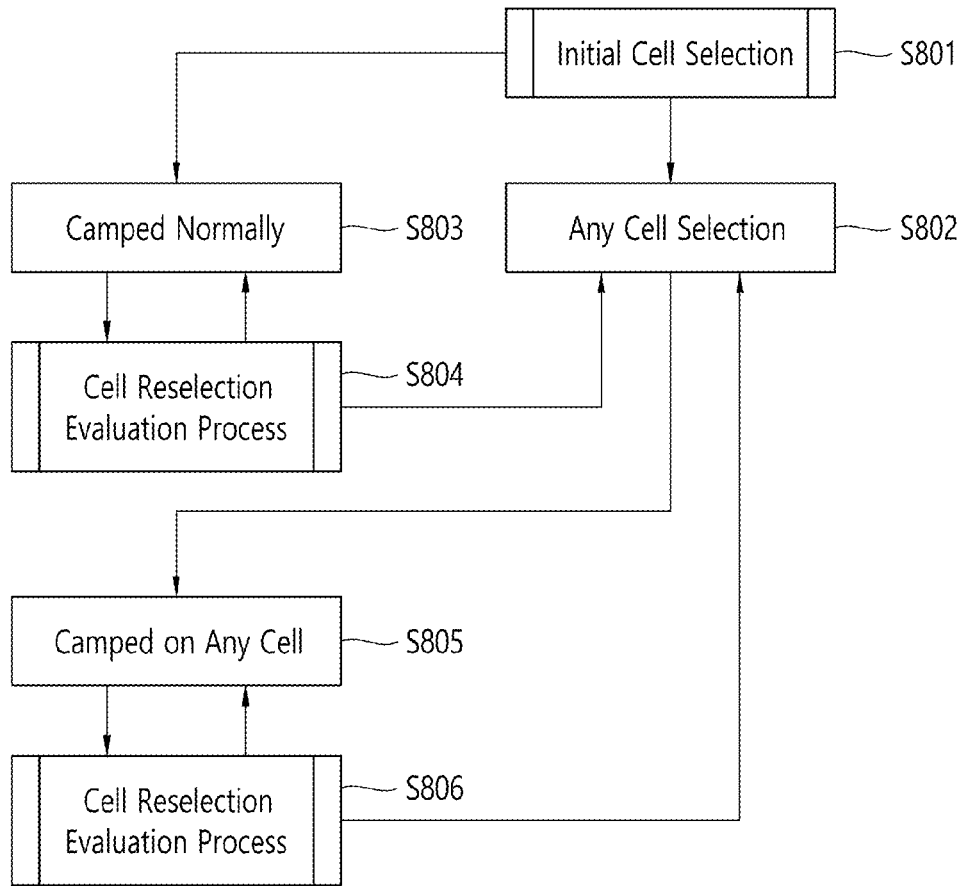 Initial Cell Selection
S801
Camped Normally
S803
Any Cell Selection
S802
Cell Reselection
Evaluation Process
S804
Camped on Any Cell
S805
Cell Reselection
Evaluation Process
S806